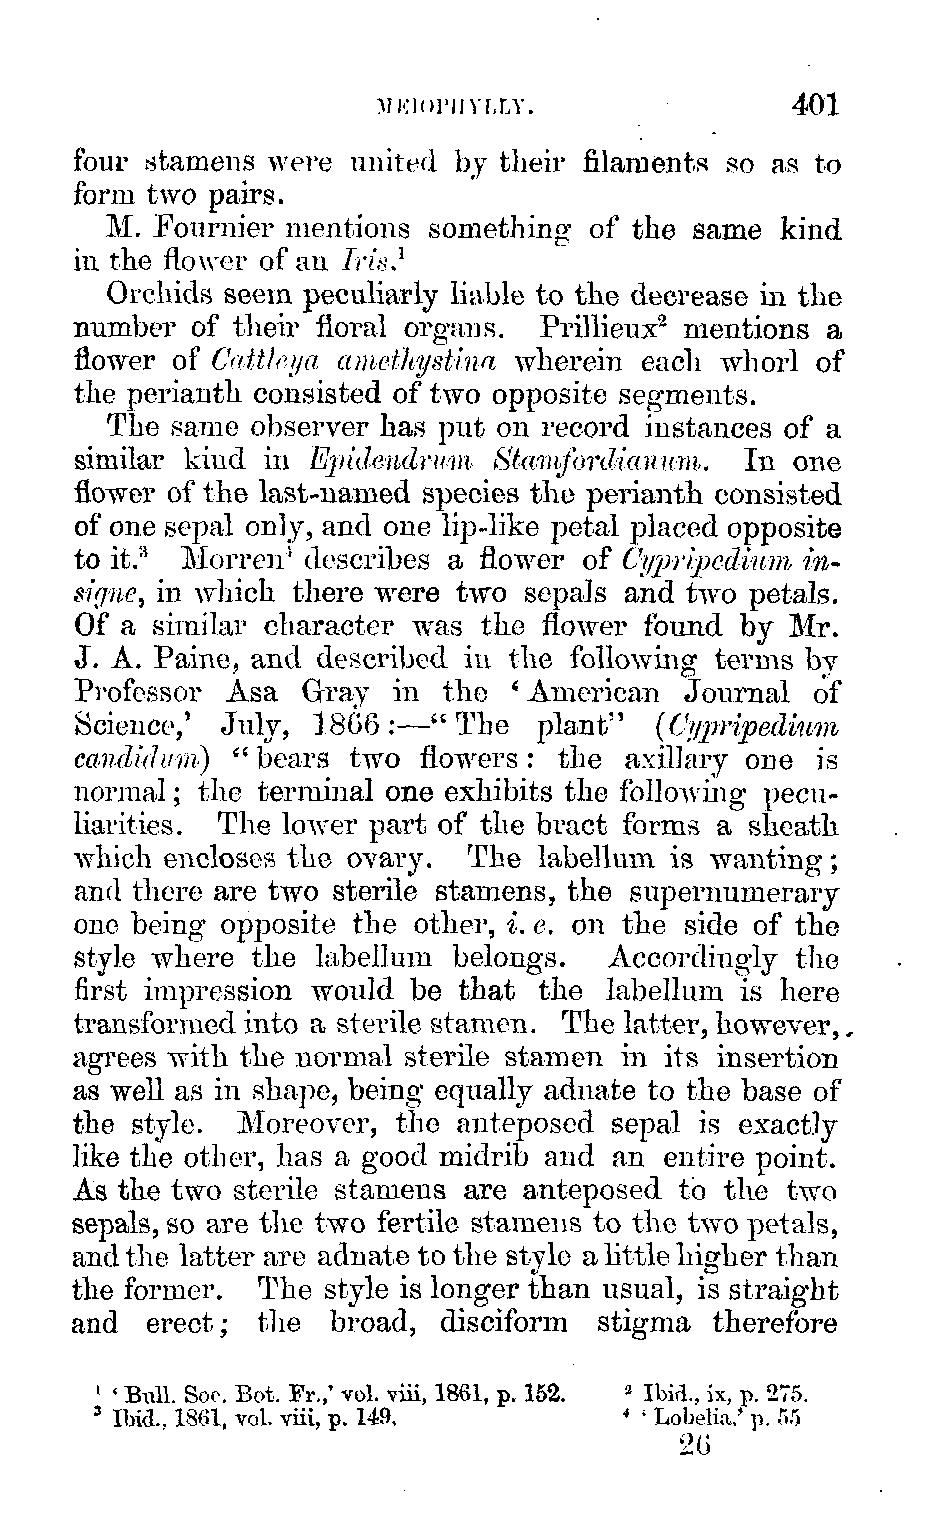 MEIOPHYLLY. 401
four stamens were united by their filaments so as to
form two pairs.
M. Fournier mentions something of the same kind
in the flower of an Iris.¹
Orchids seem peculiarly liable to the decrease in the
number of their floral organs. Prillieux² mentions a
flower of Cattleya amethystina wherein each whorl of
the perianth consisted of two opposite segments.
The same observer has put on record instances of a
similar kind in Epidendrum Stamfordianum. In one
flower of the last-named species the perianth consisted
of one sepal only, and one lip-like petal placed opposite
to it.³ Morren⁴ describes a flower of Cypripedium in-
signe, in which there were two sepals and two petals.
Of a similar character was the flower found by Mr.
J. A. Paine, and described in the following terms by
Professor Asa Gray in the ‘American Journal of
Science,’ July, 1866:—“The plant” (Cypripedium
candidum) “bears two flowers: the axillary one is
normal; the terminal one exhibits the following pecu-
liarities. The lower part of the bract forms a sheath
which encloses the ovary. The labellum is wanting;
and there are two sterile stamens, the supernumerary
one being opposite the other, i. e. on the side of the
style where the labellum belongs. Accordingly the
first impression would be that the labellum is here
transformed into a sterile stamen. The latter, however,
agrees with the normal sterile stamen in its insertion
as well as in shape, being equally adnate to the base of
the style. Moreover, the anteposed sepal is exactly
like the other, has a good midrib and an entire point.
As the two sterile stamens are anteposed to the two
sepals, so are the two fertile stamens to the two petals,
and the latter are adnate to the style a little higher than
the former. The style is longer than usual, is straight
and erect; the broad, disciform stigma therefore
¹ ‘Bull. Soc. Bot. Fr.,’ vol. viii, 1861, p. 152. ² Ibid., ix, p. 275.
³ Ibid., 1861, vol. viii, p. 149. ⁴ ‘Lobelia,’ p. 55
26